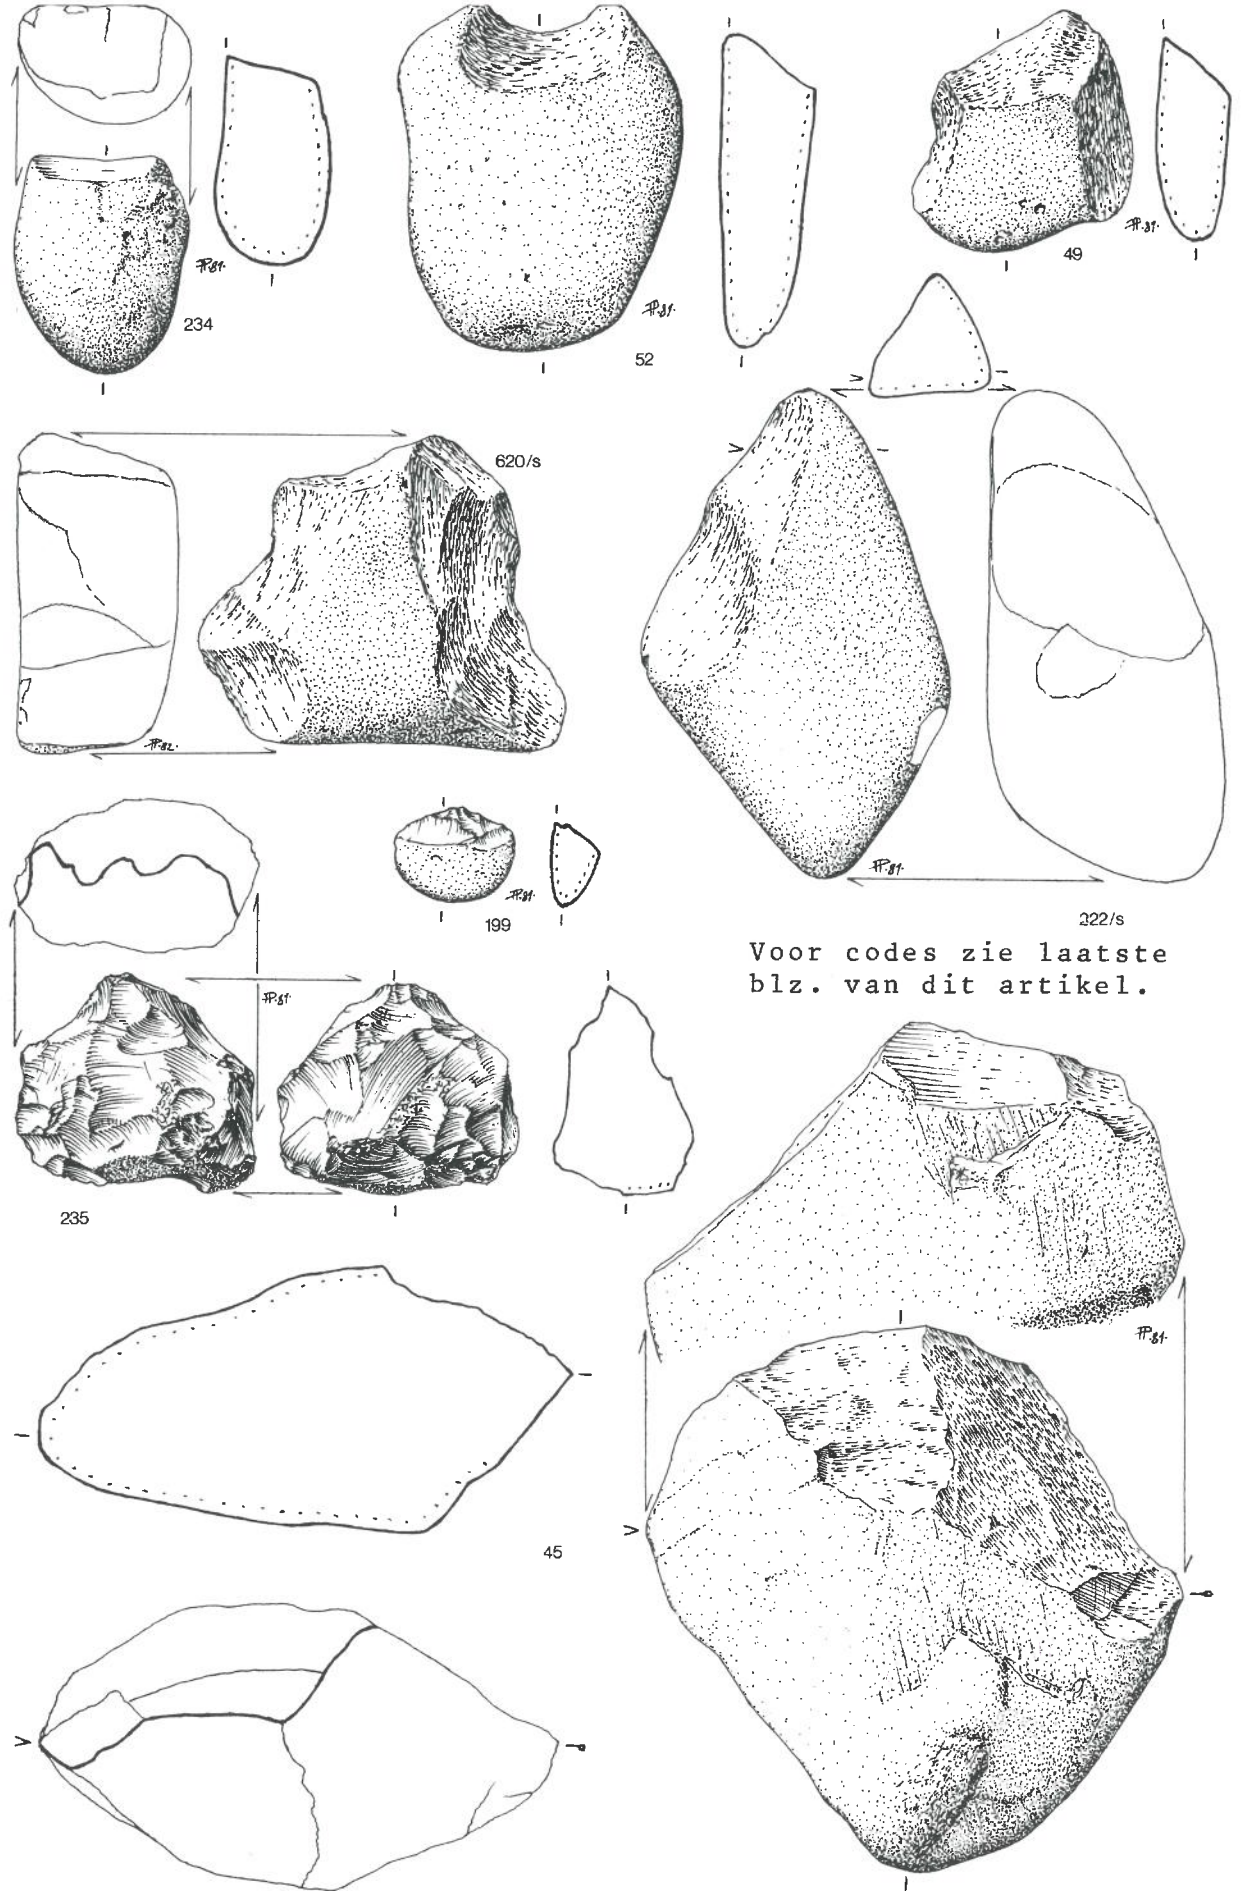 234
52
49
620/s
222/s
199
Voor codes zie laatste
blz. van dit artikel.
235
45